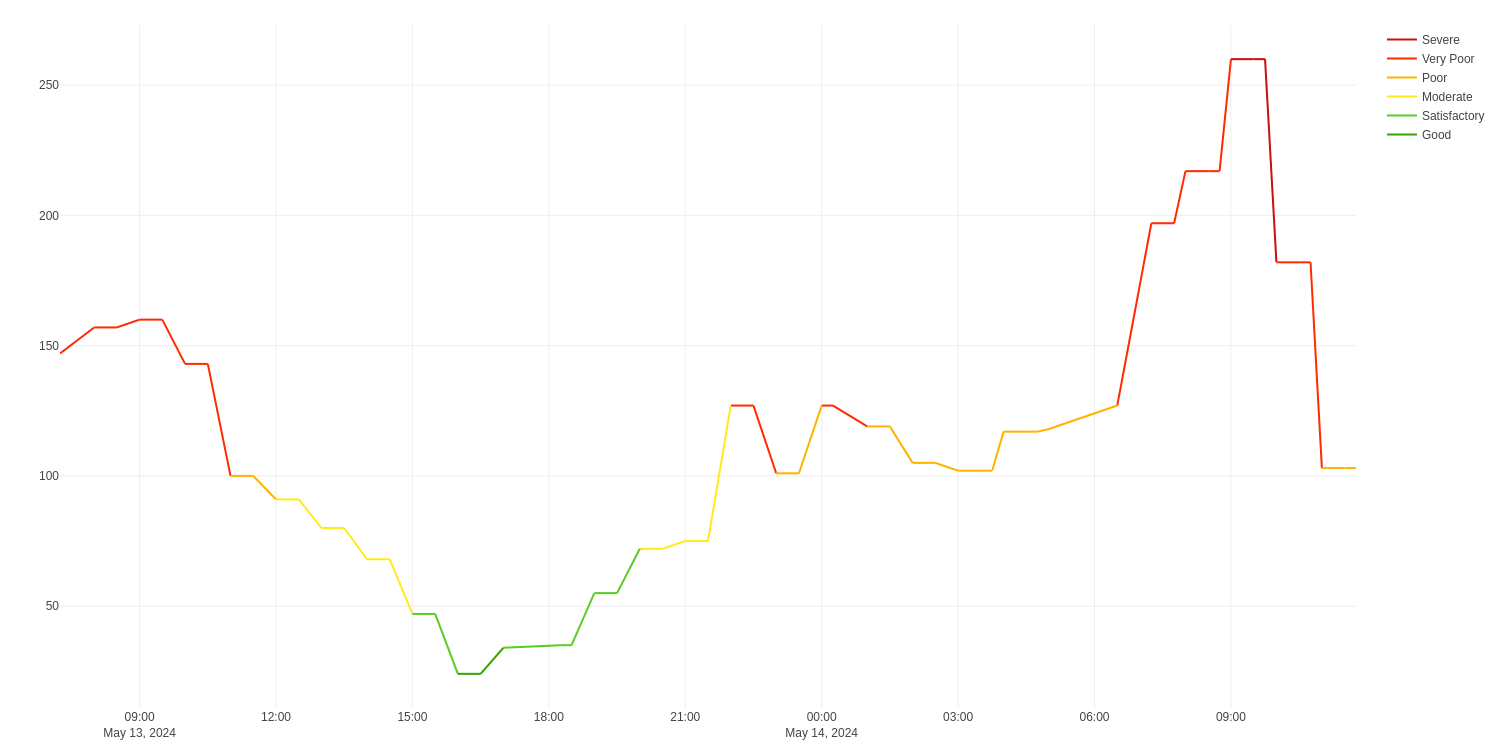 250
200
150
100
50
09:00
May 13, 2024
12:00
15:00
18:00
21:00
00:00
May 14, 2024
03:00
06:00
09:00
Severe
Very Poor
Poor
Moderate
Satisfactory
Good